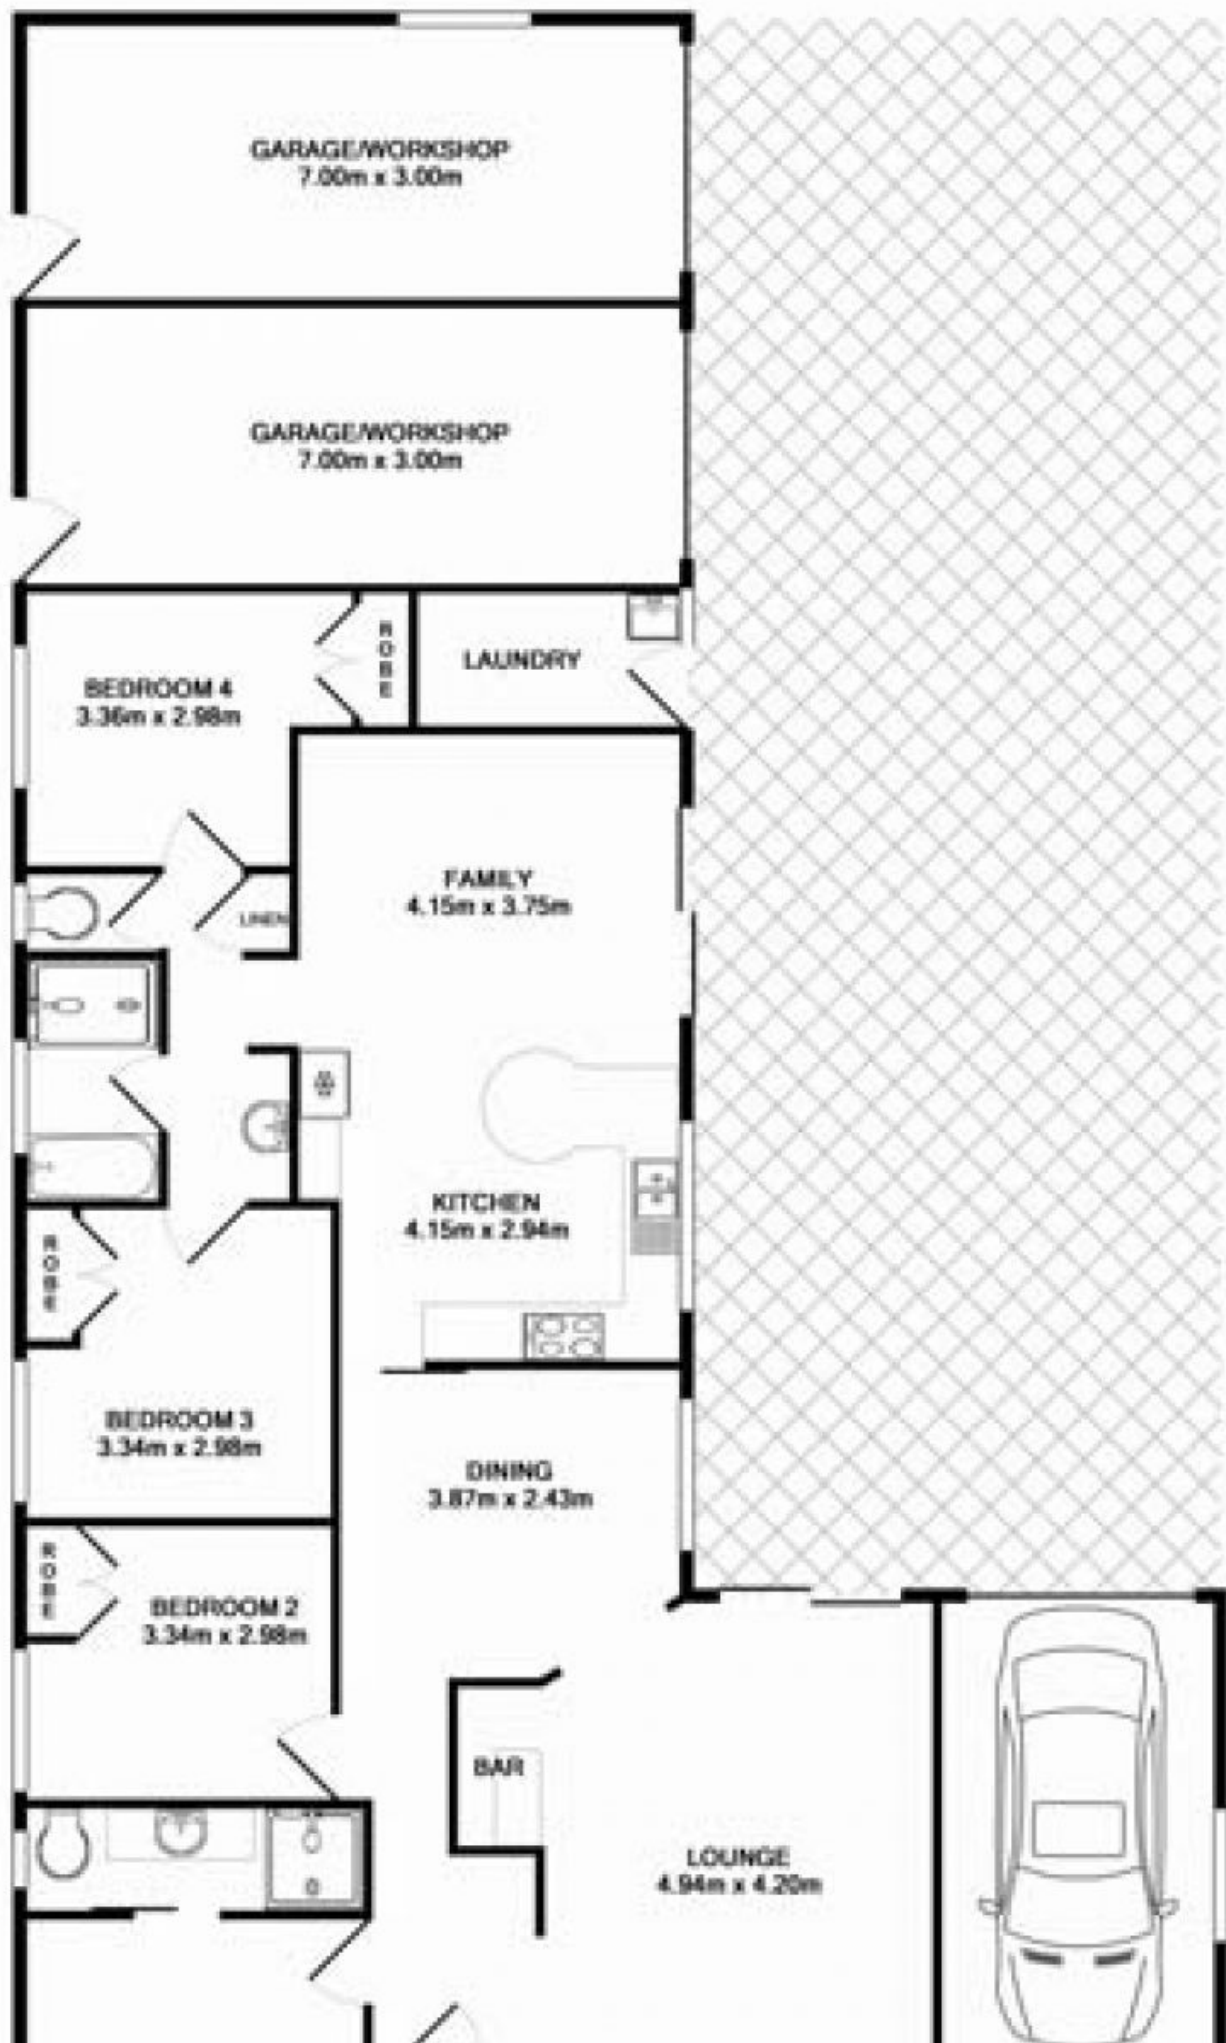 GARAGE/WORKSHOP
7.00m x 3.00m
GARAGE/WORKSHOP
7.00m x 3.00m
ROBE
LAUNDRY
BEDROOM 4
3.36m x 2.98m
FAMILY
4.15m x 3.75m
LINEN
KITCHEN
4.15m x 2.94m
ROBE
BEDROOM 3
3.34m x 2.98m
DINING
3.87m x 2.43m
ROBE
BEDROOM 2
3.34m x 2.98m
BAR
LOUNGE
4.94m x 4.20m